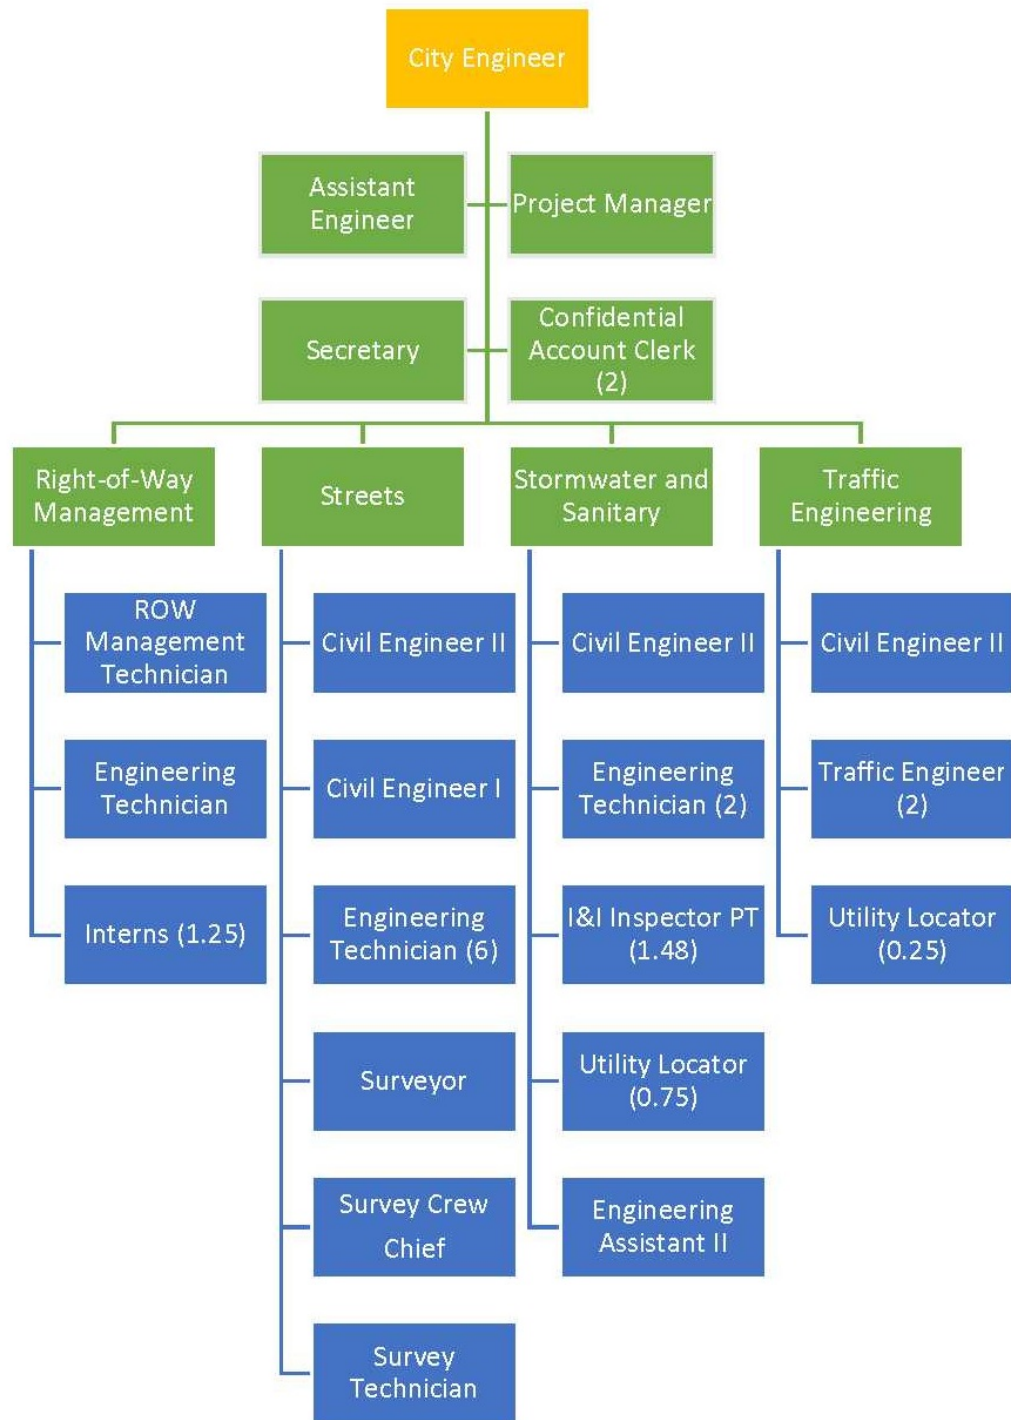 City Engineer
Assistant
Engineer
Project Manager
Secretary
Confidential
Account Clerk
(2)
Right-of-Way
Management
Streets
Stormwater and
Sanitary
Traffic
Engineering
ROW
Management
Technician
Engineering
Technician
Interns (1.25)
Civil Engineer II
Civil Engineer I
Engineering
Technician (6)
Surveyor
Survey Crew
Chief
Survey
Technician
Civil Engineer II
Engineering
Technician (2)
I&I Inspector PT
(1.48)
Utility Locator
(0.75)
Engineering
Assistant II
Civil Engineer II
Traffic Engineer
(2)
Utility Locator
(0.25)